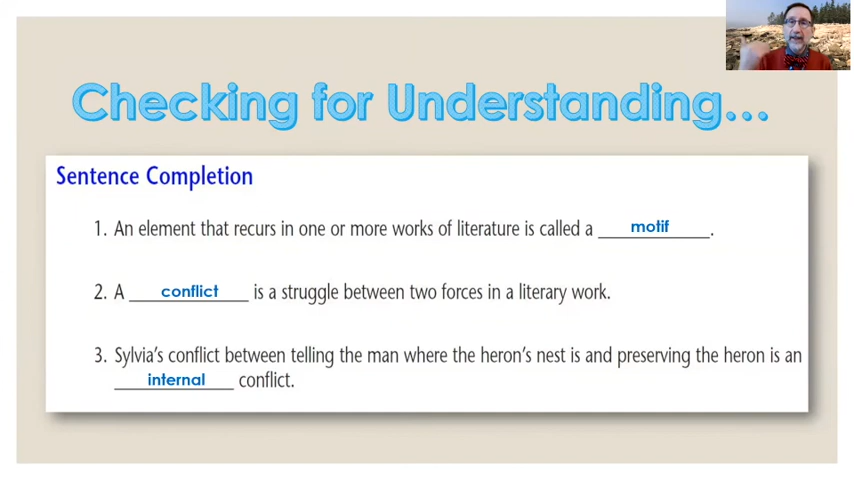 Checking for Understanding...
Sentence Completion
1. An element that recurs in one or more works of literature is called a motif.
2. A conflict is a struggle between two forces in a literary work.
3. Sylvia's conflict between telling the man where the heron's nest is and preserving the heron is an
internal conflict.